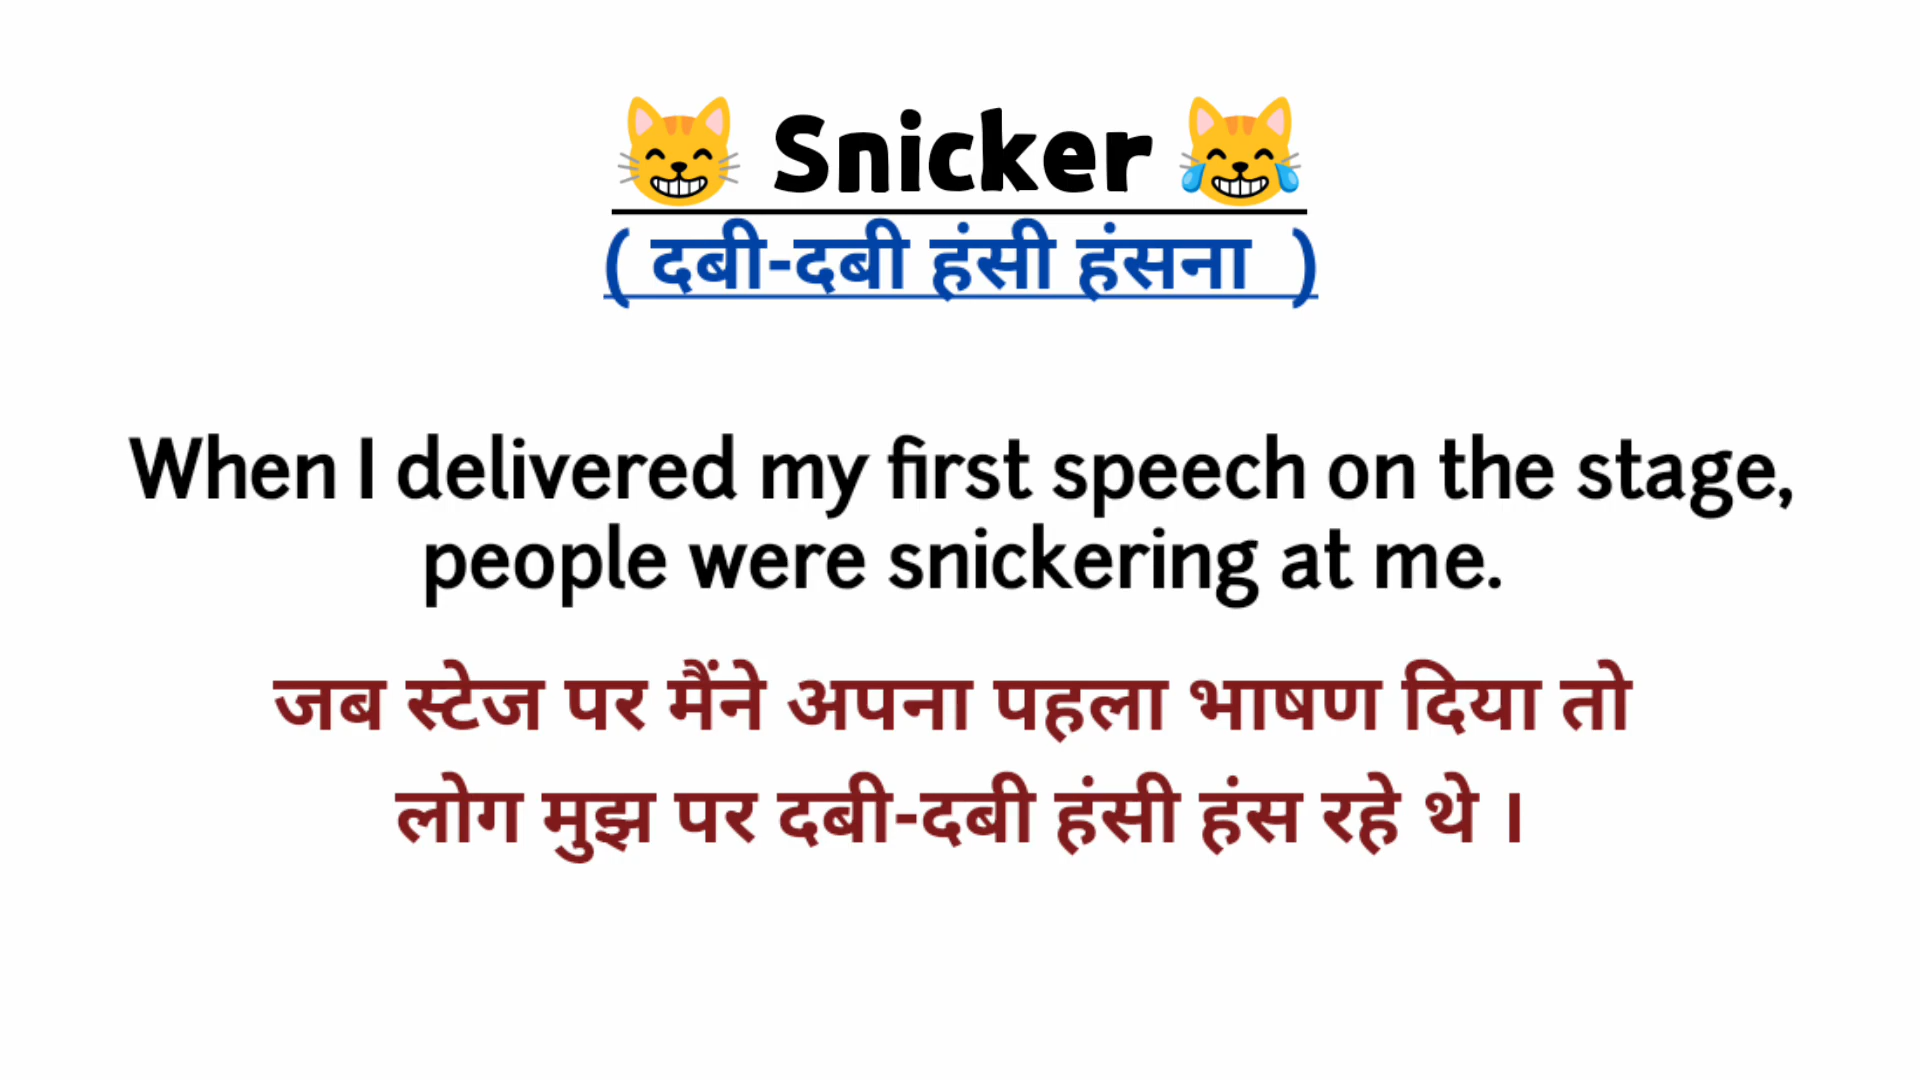 😸 Snicker 😹
( दबी-दबी हंसी हंसना )
When I delivered my first speech on the stage,
people were snickering at me.
जब स्टेज पर मैंने अपना पहला भाषण दिया तो
लोग मुझ पर दबी-दबी हंसी हंस रहे थे ।